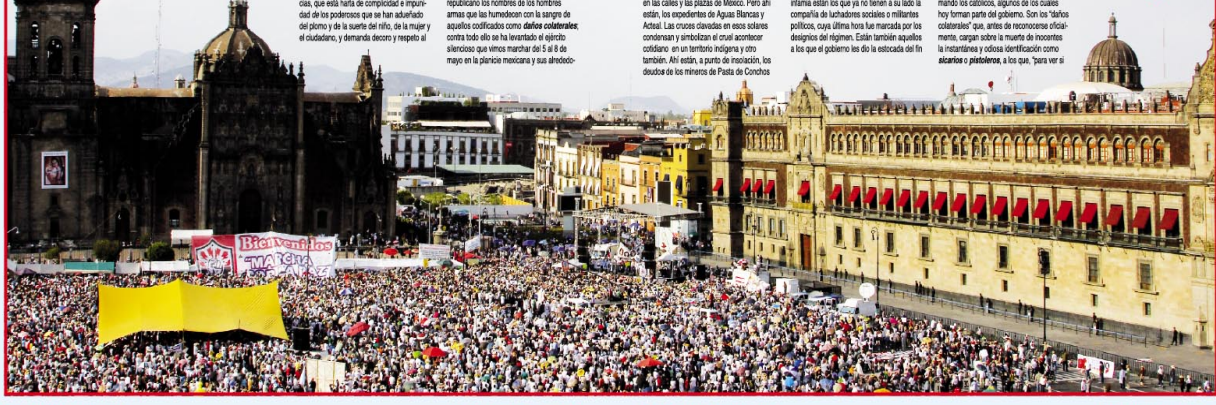 cias, que está harta de complicidad e impuni-
dad de los poderosos que se han adueñado
del plomo y de la suerte del niño, de la mujer y
el ciudadano, y demanda decoro y respeto al
republicano los nombres de los hombres
armas que las humedecen con la sangre de
aquellos codificados como daños colaterales;
contra todo ello se ha levantado el ejército
silencioso que vimos marchar del 5 al 8 de
mayo en la planicie mexicana y sus alrededo-
en las calles y las plazas de México. Pero ahí
están, los expedientes de Aguas Blancas y
Acteal. Las cruces clavadas en esos solares
condensan y simbolizan el cruel acontecer
cotidiano en un territorio indígena y otro
también. Ahí están, a punto de insolación, los
deudos de los mineros de Pasta de Conchos
infamia están los que ya no tienen a su lado la
compañía de luchadores sociales o militantes
políticos, cuya última hora fue marcada por los
designios del régimen. Están también aquellos
a los que el gobierno les dio la estocada del fin
mando los católicos, algunos de los cuales
hoy forman parte del gobierno. Son los "daños
colaterales" que, antes de reconocerse oficial-
mente, cargan sobre la muerte de inocentes
la instantánea y odiosa identificación como
sicarios o pistoleros, a los que, "para ver si
Bienvenidos
"MARCHA